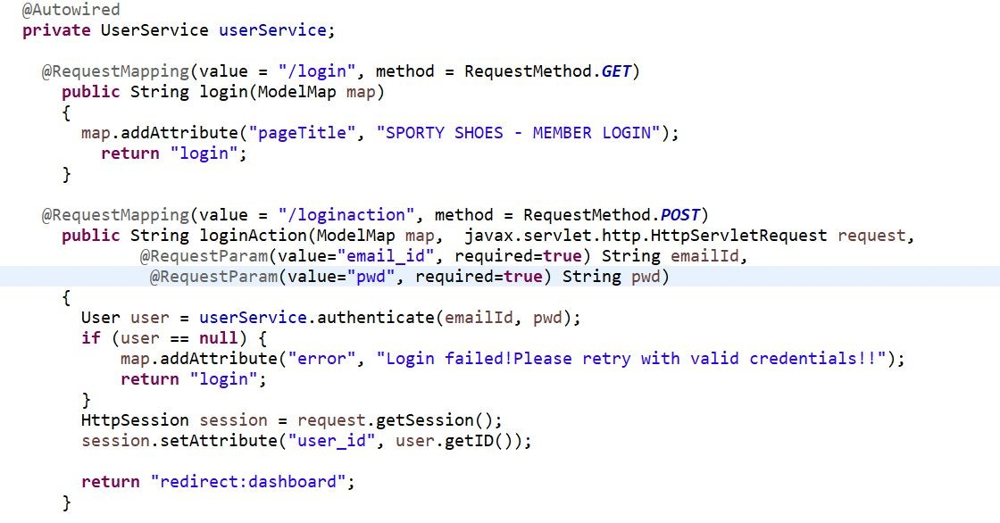 @Autowired
private UserService userService;
@RequestMapping(value = "/login", method = RequestMethod.GET)
public String login(ModelMap map)
{
map.addAttribute("pageTitle", "SPORTY SHOES - MEMBER LOGIN");
return "login";
}
@RequestMapping(value = "/loginaction", method = RequestMethod.POST)
public String loginAction(ModelMap map,  javax.servlet.http.HttpServletRequest request,
@RequestParam(value="email_id", required=true) String emailId,
@RequestParam(value="pwd", required=true) String pwd)
{
User user = userService.authenticate(emailId, pwd);
if (user == null) {
map.addAttribute("error", "Login failed!Please retry with valid credentials!!");
return "login";
}
HttpSession session = request.getSession();
session.setAttribute("user_id", user.getID());
return "redirect:dashboard";
}